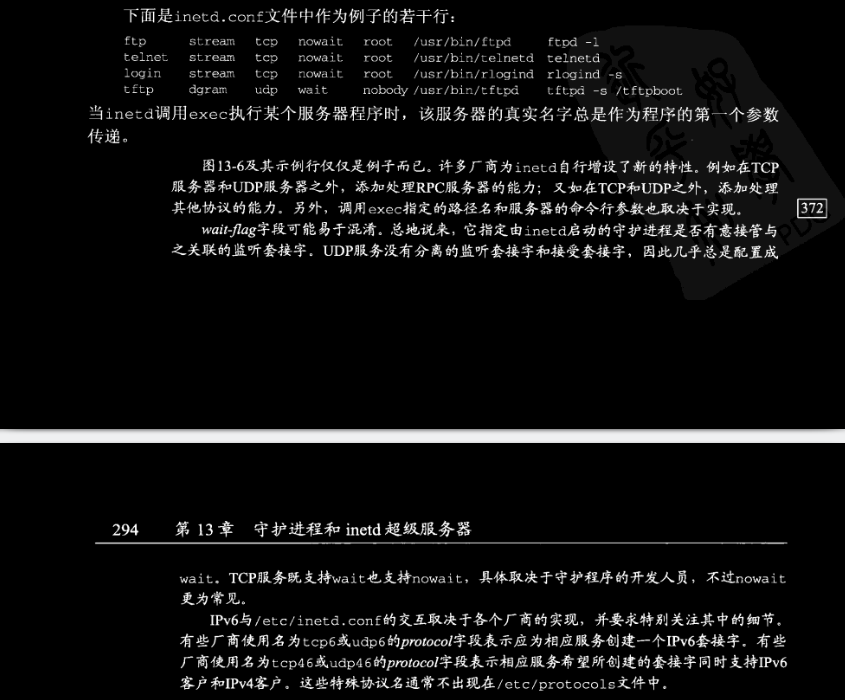 下面是inetd.conf文件中作为例子的若干行：
ftp stream tcp nowait root /usr/bin/ftpd ftpd -l
telnet stream tcp nowait root /usr/bin/telnetd telnetd
login stream tcp nowait root /usr/bin/rlogind rlogind -s
tftp dgram udp wait nobody /usr/bin/tftpd tftpd -s /tftpboot
当inetd调用exec执行某个服务器程序时，该服务器的真实名字总是作为程序的第一个参数
传递。
图13-6及其示例行仅仅是例子而已。许多厂商为inetd自行增设了新的特性。例如在TCP
服务器和UDP服务器之外，添加处理RPC服务器的能力；又如在TCP和UDP之外，添加处理
其他协议的能力。另外，调用exec指定的路径名和服务器的命令行参数也取决于实现。
372
wait-flag字段可能易于混淆。总地说来，它指定由inetd启动的守护进程是否有意接管与
之关联的监听套接字。UDP服务没有分离的监听套接字和接受套接字，因此几乎总是配置成
294 第 13 章 守护进程和 inetd 超级服务器
wait。TCP服务既支持wait也支持nowait，具体取决于守护程序的开发人员，不过nowait
更为常见。
IPv6与/etc/inetd.conf的交互取决于各个厂商的实现，并要求特别关注其中的细节。
有些厂商使用名为tcp6或udp6的protocol字段表示应为相应服务创建一个IPv6套接字。有些
厂商使用名为tcp46或udp46的protocol字段表示相应服务希望所创建的套接字同时支持IPv6
客户和IPv4客户。这些特殊协议名通常不出现在/etc/protocols文件中。